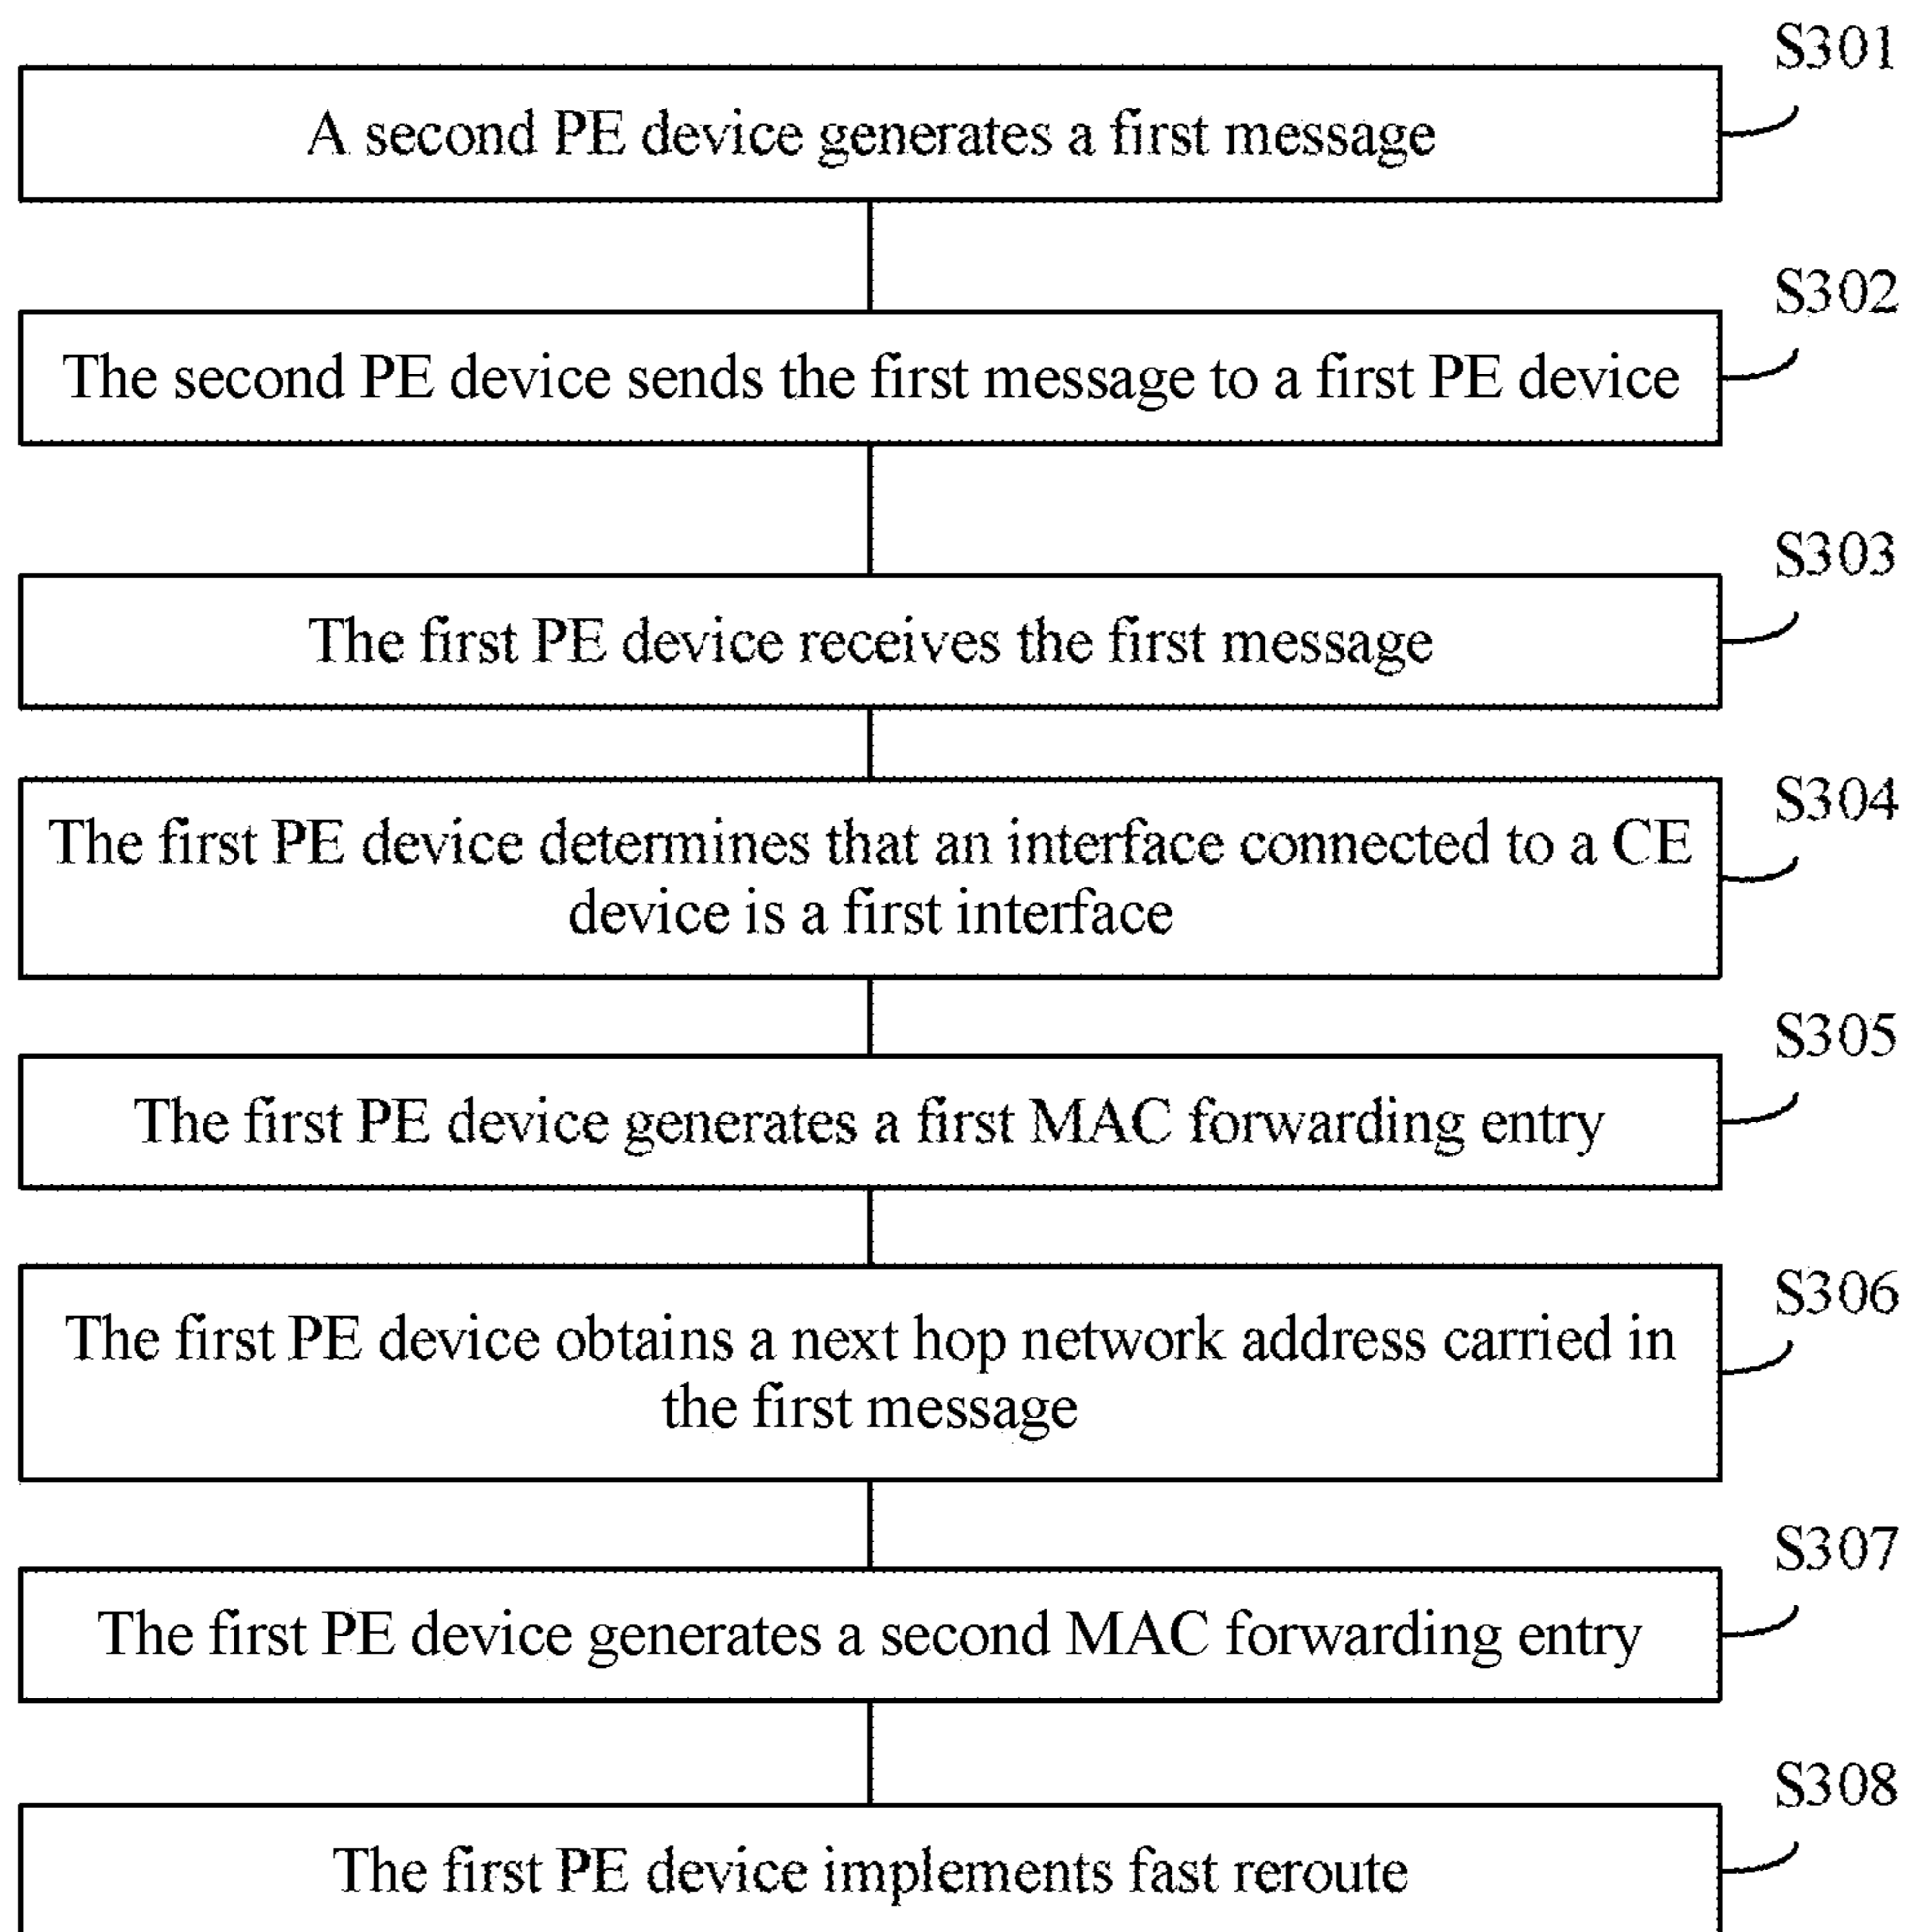 S301
A second PE device generates a first message
S302
The second PE device sends the first message to a first PE device
S303
The first PE device receives the first message
S304
The first PE device determines that an interface connected to a CE
device is a first interface
S305
The first PE device generates a first MAC forwarding entry
S306
The first PE device obtains a next hop network address carried in
the first message
S307
The first PE device generates a second MAC forwarding entry
S308
The first PE device implements fast reroute